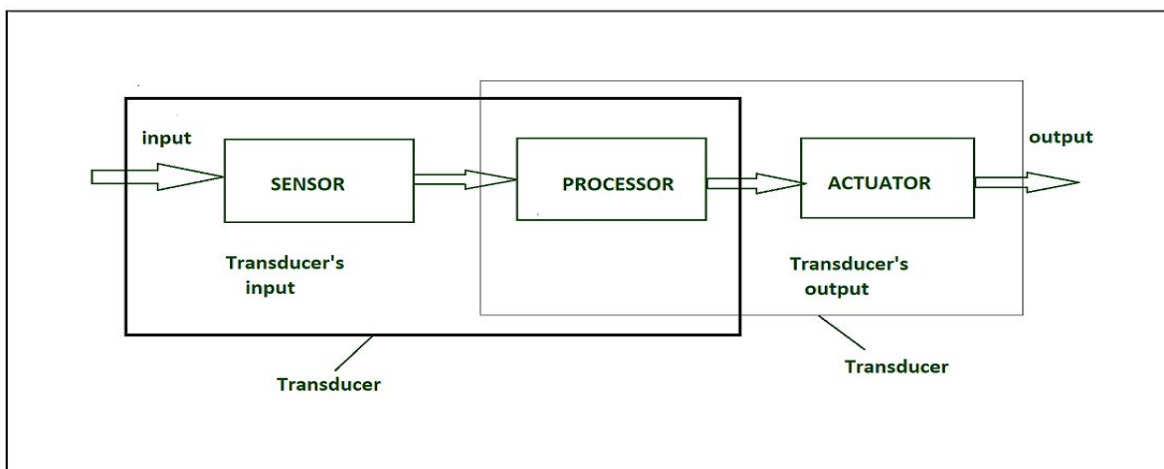 input
SENSOR
PROCESSOR
ACTUATOR
output
Transducer's
input
Transducer's
output
Transducer
Transducer